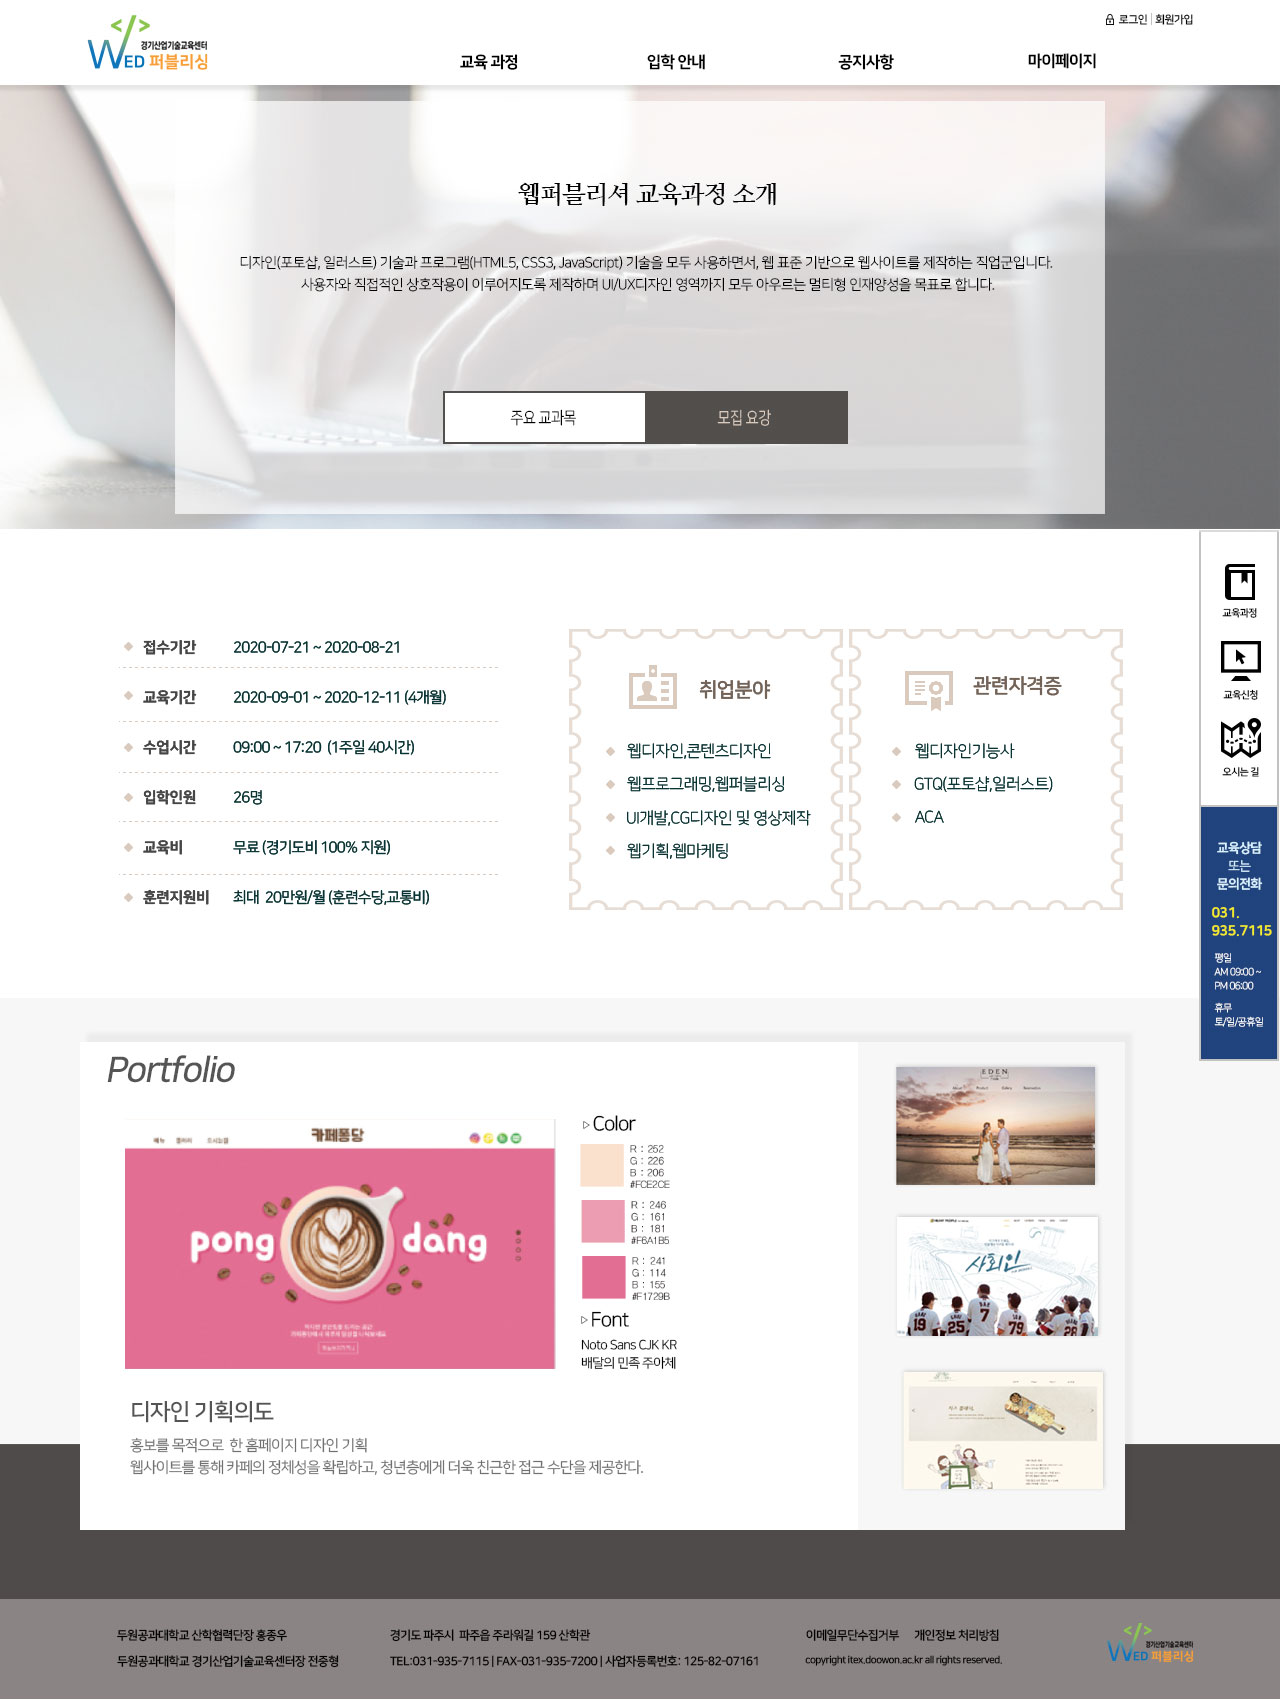 로그인 | 회원가입
경기산업기술교육센터
WED 퍼블리싱
교육 과정
입학 안내
공지사항
마이페이지
웹퍼블리셔 교육과정 소개
디자인(포토샵, 일러스트) 기술과 프로그램(HTML5, CSS3, JavaScript) 기술을 모두 사용하면서, 웹 표준 기반으로 웹사이트를 제작하는 직업군입니다.
사용자와 직접적인 상호작용이 이루어지도록 제작하며 UI/UX디자인 영역까지 모두 아우르는 멀티형 인재양성을 목표로 합니다.
주요 교과목
모집 요강
접수기간 2020-07-21 ~ 2020-08-21
교육기간 2020-09-01 ~ 2020-12-11 (4개월)
수업시간 09:00 ~ 17:20 (1주일 40시간)
입학인원 26명
교육비 무료 (경기도비 100% 지원)
훈련지원비 최대 20만원/월 (훈련수당,교통비)
취업분야
웹디자인,콘텐츠디자인
웹프로그래밍,웹퍼블리싱
UI개발,CG디자인 및 영상제작
웹기획,웹마케팅
관련자격증
웹디자인기능사
GTQ(포토샵,일러스트)
ACA
교육과정
교육신청
오시는 길
교육상담
또는
문의전화
031.
935.7115
평일
AM 09:00 ~
PM 06:00
휴무
토/일/공휴일
Portfolio
카페퐁당
pong dang
Color
R : 252
G : 226
B : 206
#FCE2CE
R : 246
G : 161
B : 181
#F6A1B5
R : 241
G : 114
B : 155
#F1729B
Font
Noto Sans CJK KR
배달의 민족 주아체
디자인 기획의도
홍보를 목적으로 한 홈페이지 디자인 기획
웹사이트를 통해 카페의 정체성을 확립하고, 청년층에게 더욱 친근한 접근 수단을 제공한다.
EDEN
사회인
19 25 7 79 28
두원공과대학교 산학협력단장 홍종우
두원공과대학교 경기산업기술교육센터장 전중형
경기도 파주시 파주읍 주라위길 159 산학관
TEL:031-935-7115 | FAX-031-935-7200 | 사업자등록번호: 125-82-07161
이메일무단수집거부 개인정보 처리방침
copyright itex.doowon.ac.kr all rights reserved.
경기산업기술교육센터
WED 퍼블리싱